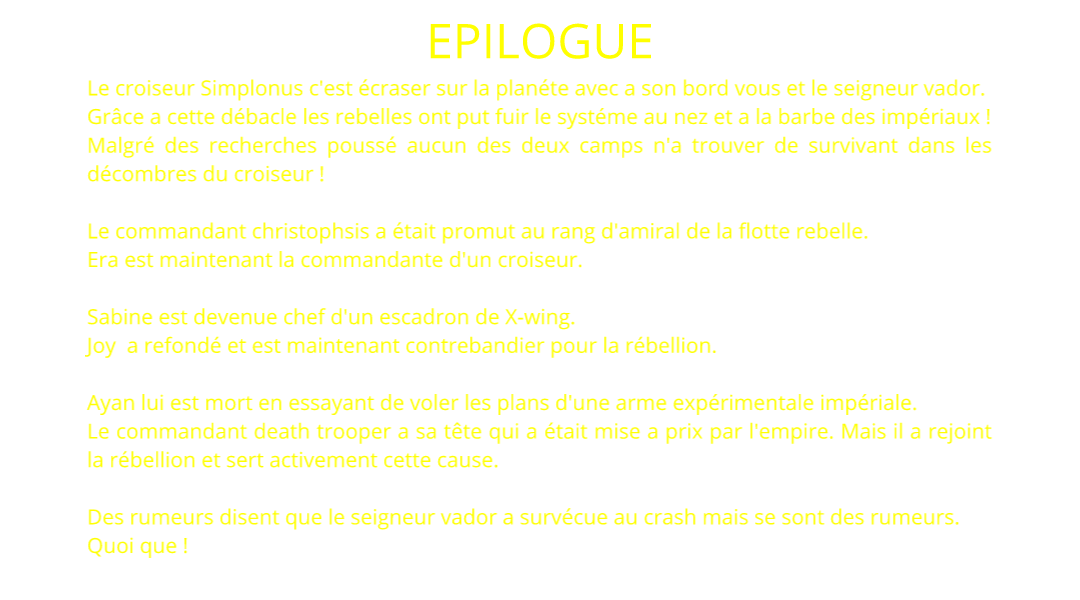 EPILOGUE
Le croiseur Simplonus c'est écraser sur la planéte avec a son bord vous et le seigneur vador.
Grâce a cette débacle les rebelles ont put fuir le systéme au nez et a la barbe des impériaux !
Malgré des recherches poussé aucun des deux camps n'a trouver de survivant dans les
décombres du croiseur !
Le commandant christophsis a était promut au rang d'amiral de la flotte rebelle.
Era est maintenant la commandante d'un croiseur.
Sabine est devenue chef d'un escadron de X-wing.
Joy a refondé et est maintenant contrebandier pour la rébellion.
Ayan lui est mort en essayant de voler les plans d'une arme expérimentale impériale.
Le commandant death trooper a sa tête qui a était mise a prix par l'empire. Mais il a rejoint
la rébellion et sert activement cette cause.
Des rumeurs disent que le seigneur vador a survécue au crash mais se sont des rumeurs.
Quoi que !